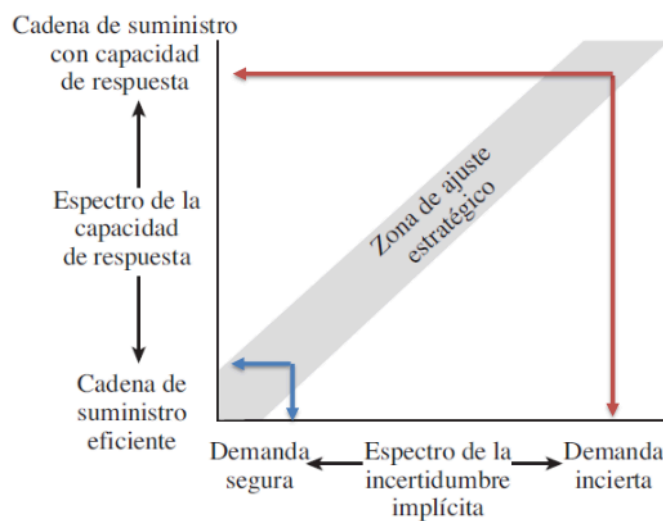 Cadena de suministro
con capacidad
de respuesta
Espectro de la
capacidad
de respuesta
Cadena de
suministro
eficiente
Zona de ajuste
estratégico
Demanda
segura
Espectro de la
incertidumbre
implícita
Demanda
incierta